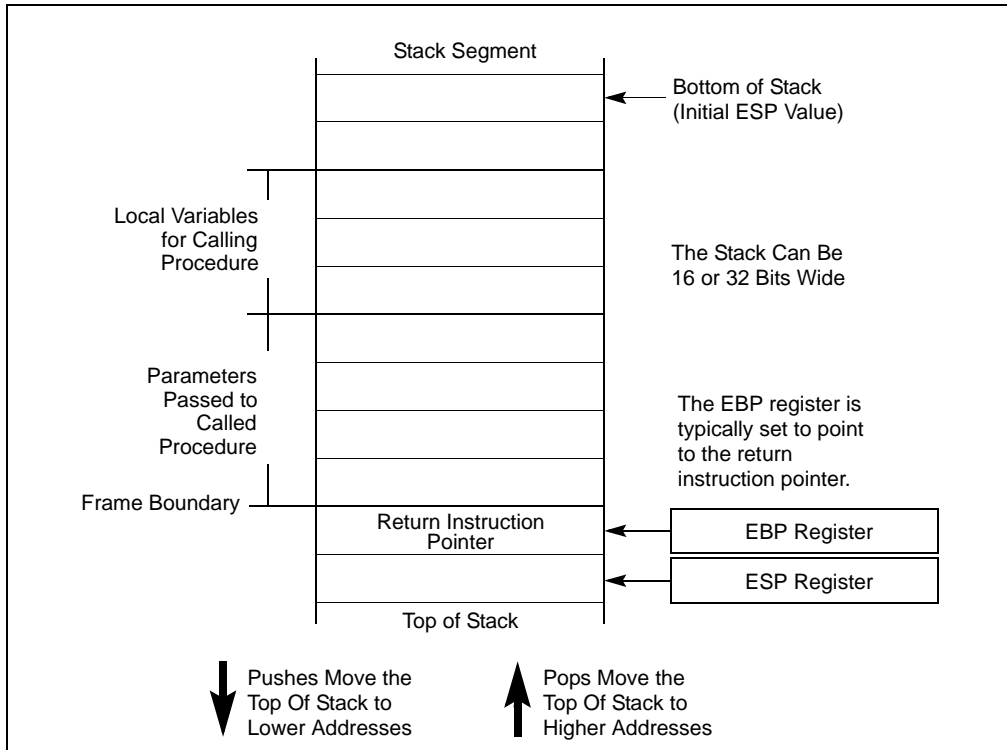 Stack Segment
Bottom of Stack
(Initial ESP Value)
Local Variables
for Calling
Procedure
The Stack Can Be
16 or 32 Bits Wide
Parameters
Passed to
Called
Procedure
The EBP register is
typically set to point
to the return
instruction pointer.
Frame Boundary
Return Instruction
Pointer
EBP Register
ESP Register
Top of Stack
Pushes Move the
Top Of Stack to
Lower Addresses
Pops Move the
Top Of Stack to
Higher Addresses